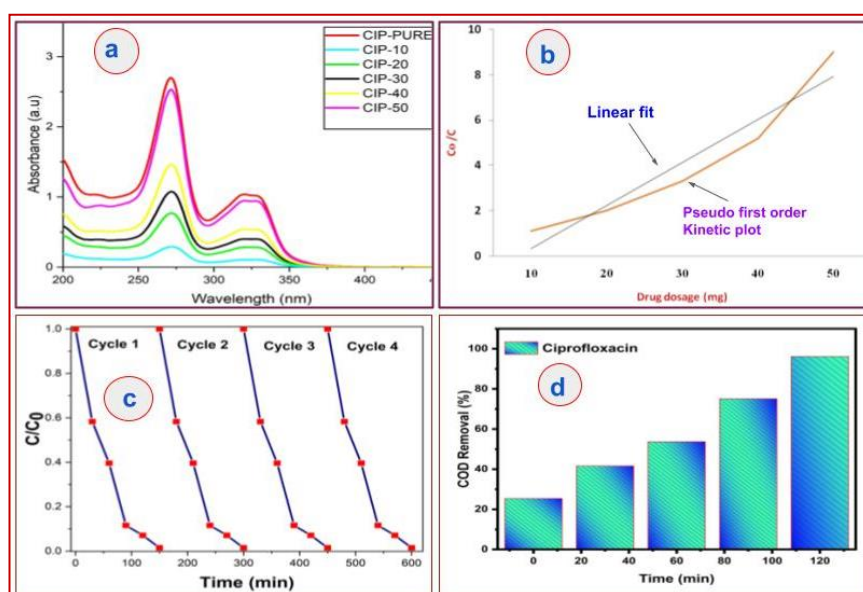 a
CIP-PURE
CIP-10
CIP-20
CIP-30
CIP-40
CIP-50
Absorbance (a.u)
3
2
1
0
200 250 300 350 400
Wavelength (nm)
b
Linear fit
Pseudo first order
Kinetic plot
C₀ /C
10
8
6
4
2
0
10 20 30 40 50
Drug dosage (mg)
c
Cycle 1 Cycle 2 Cycle 3 Cycle 4
C/C₀
1.0
0.8
0.6
0.4
0.2
0.0
0 100 200 300 400 500 600
Time (min)
d
Ciprofloxacin
COD Removal (%)
100
80
60
40
20
0
0 20 40 60 80 100 120
Time (min)